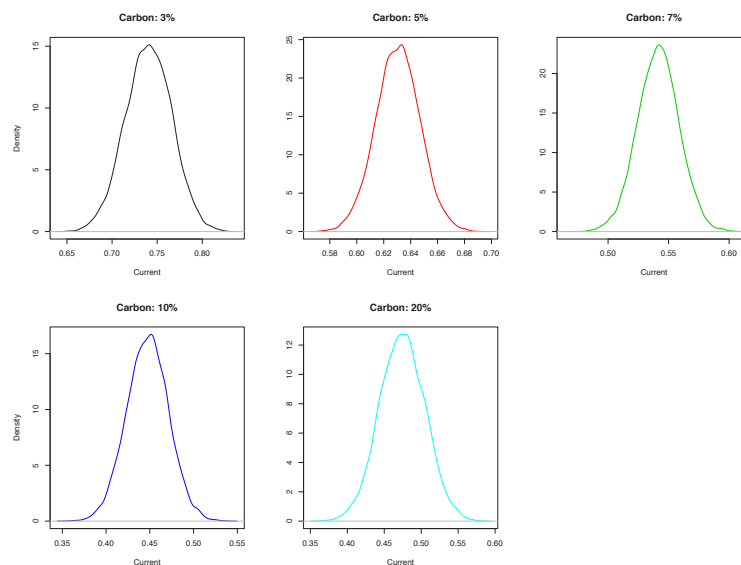 Carbon: 3%
Density
15
10
5
0
0.65 0.70 0.75 0.80
Current
Carbon: 5%
25
20
15
10
5
0
0.58 0.60 0.62 0.64 0.66 0.68 0.70
Current
Carbon: 7%
20
15
10
5
0
0.50 0.55 0.60
Current
Carbon: 10%
Density
15
10
5
0
0.35 0.40 0.45 0.50 0.55
Current
Carbon: 20%
12
10
8
6
4
2
0
0.35 0.40 0.45 0.50 0.55 0.60
Current